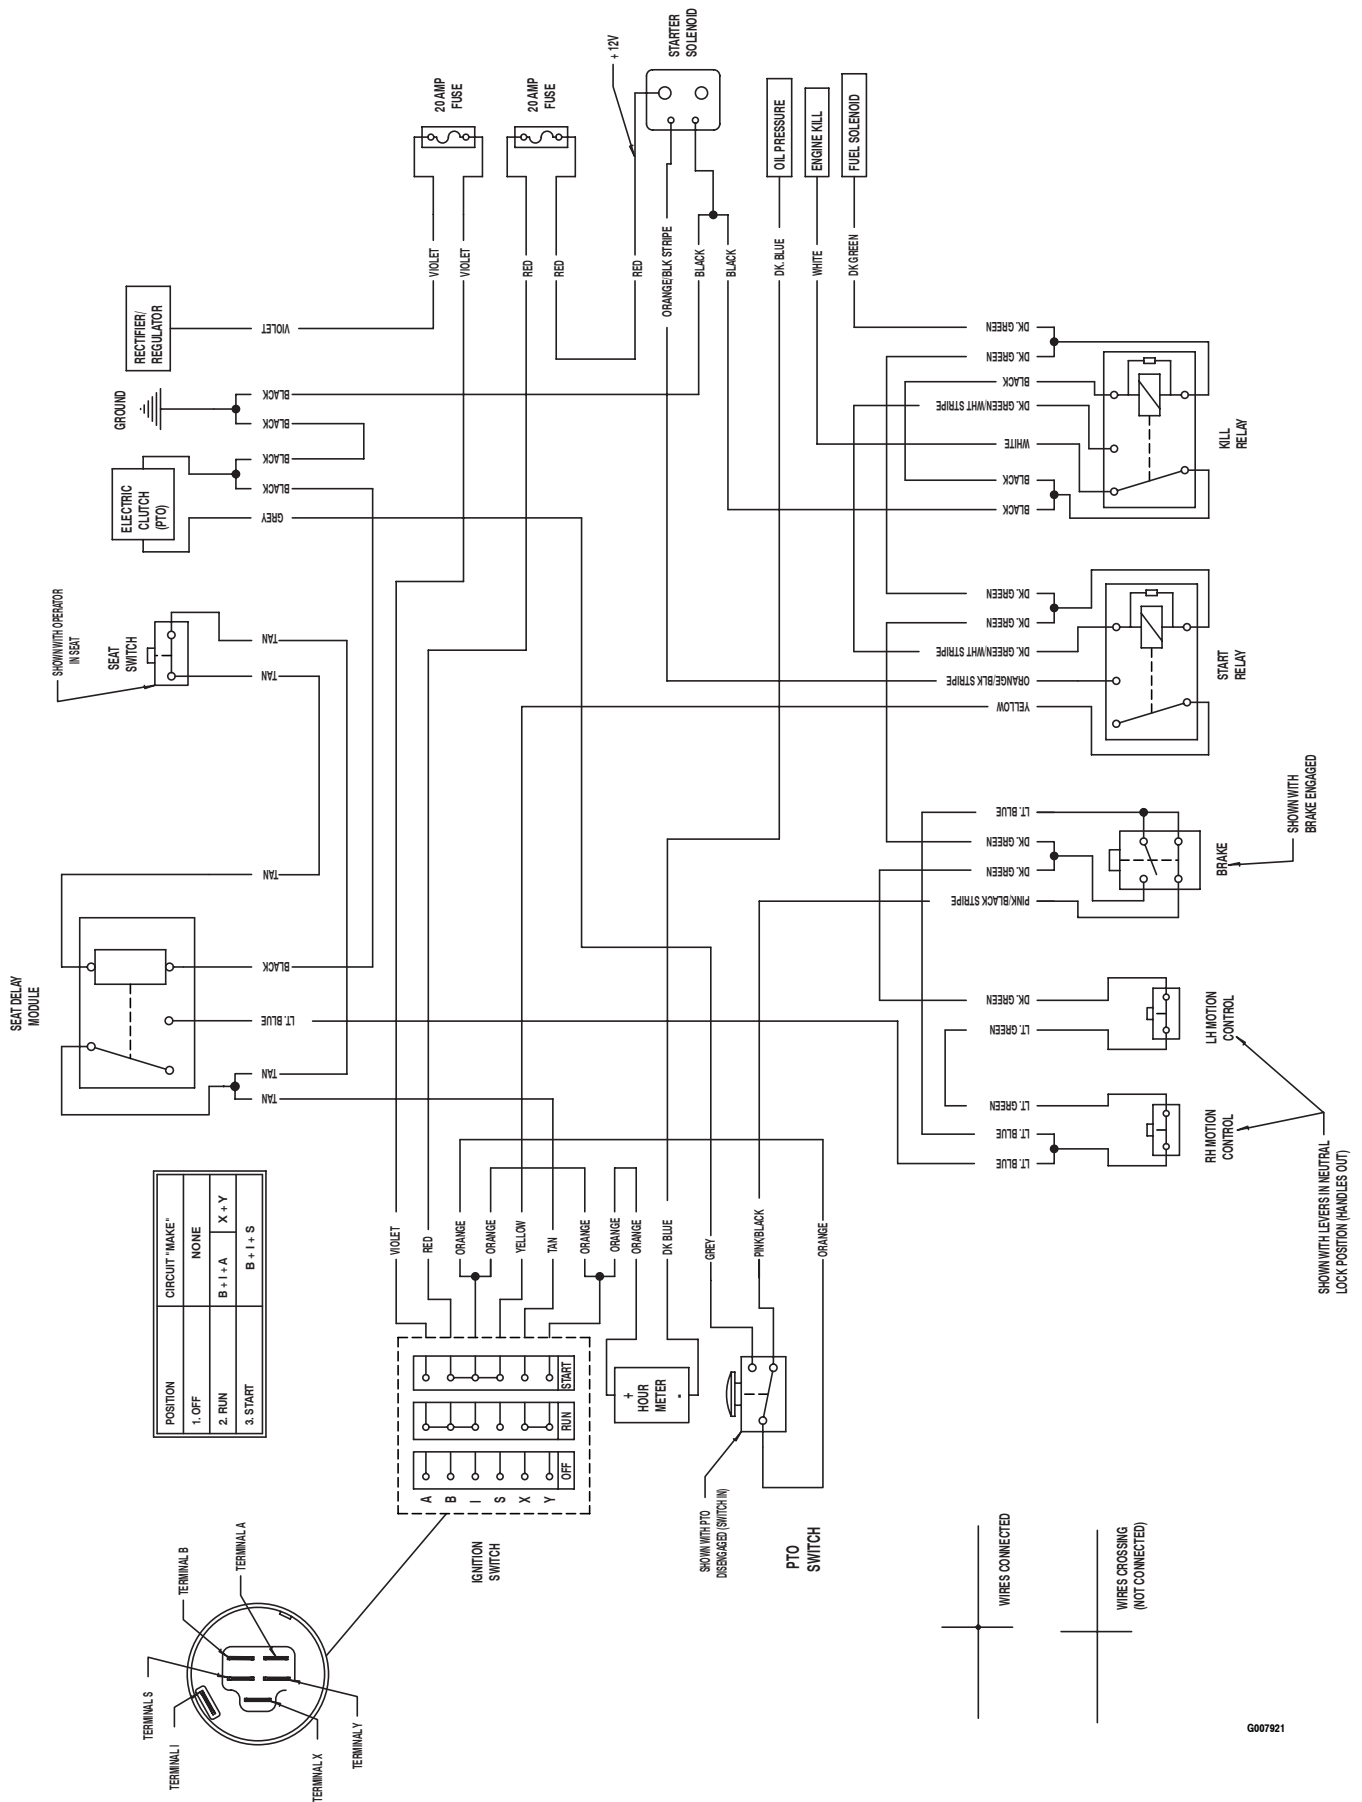 STARTER
SOLENOID
+ 12V
20 AMP
FUSE
20 AMP
FUSE
OIL PRESSURE
ENGINE KILL
FUEL SOLENOID
VIOLET
VIOLET
RED
RED
RED
ORANGE/BLK STRIPE
BLACK
BLACK
DK. BLUE
WHITE
DK GREEN
RECTIFIER/
REGULATOR
VIOLET
GROUND
BLACK
BLACK
BLACK
BLACK
GREY
ELECTRIC
CLUTCH
(PTO)
DK. GREEN
DK. GREEN
BLACK
DK. GREEN/WHT STRIPE
WHITE
BLACK
BLACK
KILL
RELAY
SHOWN WITH OPERATOR
IN SEAT
SEAT
SWITCH
TAN
TAN
DK. GREEN
DK. GREEN
DK. GREEN/WHT STRIPE
ORANGE/BLK STRIPE
YELLOW
START
RELAY
TAN
BLACK
LT. BLUE
TAN
TAN
SEAT DELAY
MODULE
LT. BLUE
DK. GREEN
DK. GREEN
PINK/BLACK STRIPE
BRAKE
SHOWN WITH
BRAKE ENGAGED
DK. GREEN
LT. GREEN
LH MOTION
CONTROL
LT. GREEN
LT. BLUE
LT. BLUE
RH MOTION
CONTROL
SHOWN WITH LEVERS IN NEUTRAL
LOCK POSITION (HANDLES OUT)
POSITION CIRCUIT "MAKE"
1. OFF NONE
2. RUN B + I + A X + Y
3. START B + I + S
VIOLET
RED
ORANGE
ORANGE
YELLOW
TAN
ORANGE
ORANGE
ORANGE
DK BLUE
GREY
PINK/BLACK
ORANGE
START
RUN
OFF
A
B
I
S
X
Y
IGNITION
SWITCH
+
HOUR
METER
-
SHOWN WITH PTO
DISENGAGED (SWITCH IN)
PTO
SWITCH
TERMINAL B
TERMINAL A
TERMINAL S
TERMINAL I
TERMINAL X
TERMINAL Y
WIRES CONNECTED
WIRES CROSSING
(NOT CONNECTED)
G007921